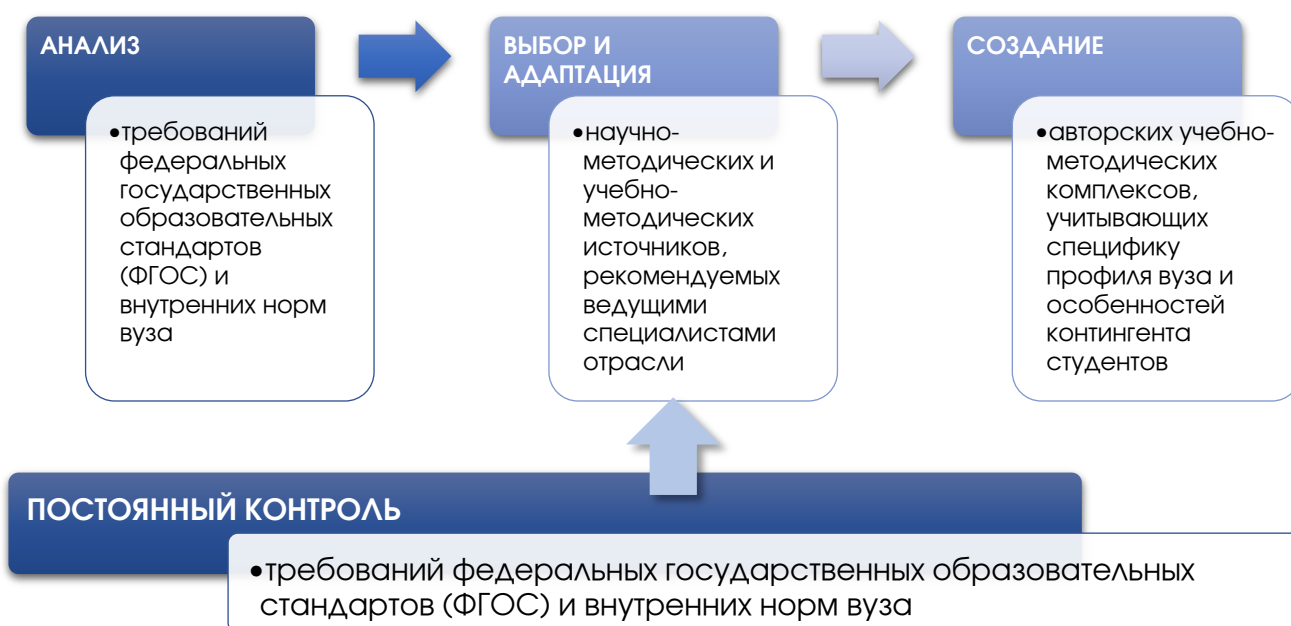 АНАЛИЗ
•требований
федеральных
государственных
образовательных
стандартов
(ФГОС) и
внутренних норм
вуза
ВЫБОР И
АДАПТАЦИЯ
•научно-
методических и
учебно-
методических
источников,
рекомендуемых
ведущими
специалистами
отрасли
СОЗДАНИЕ
•авторских учебно-
методических
комплексов,
учитывающих
специфику
профиля вуза и
особенностей
контингента
студентов
ПОСТОЯННЫЙ КОНТРОЛЬ
•требований федеральных государственных образовательных
стандартов (ФГОС) и внутренних норм вуза